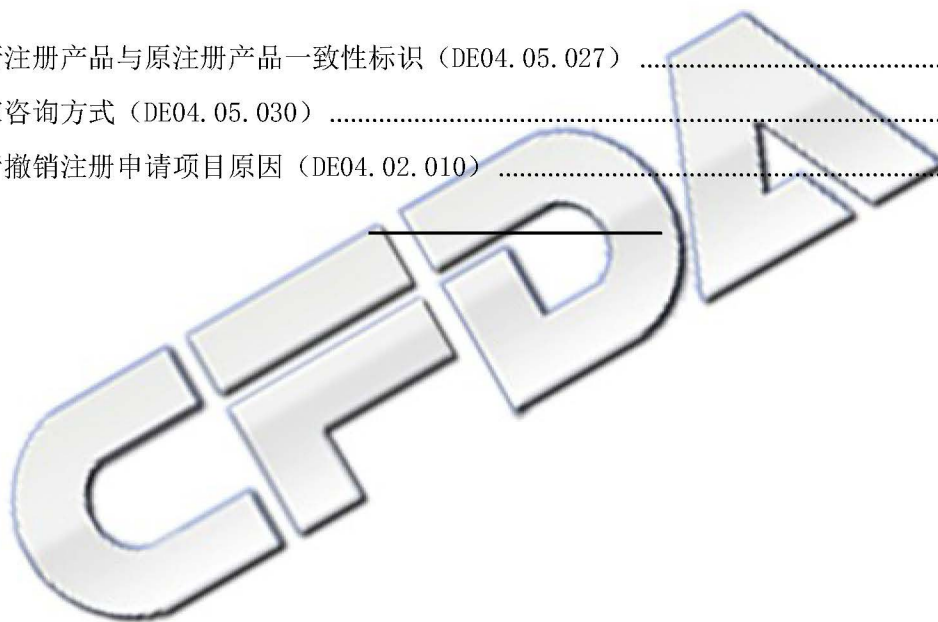 注册产品与原注册产品一致性标识（DE04.05.027）..............................
咨询方式（DE04.05.030）..............................................................
撤销注册申请项目原因（DE04.02.010）............................................
CFDA